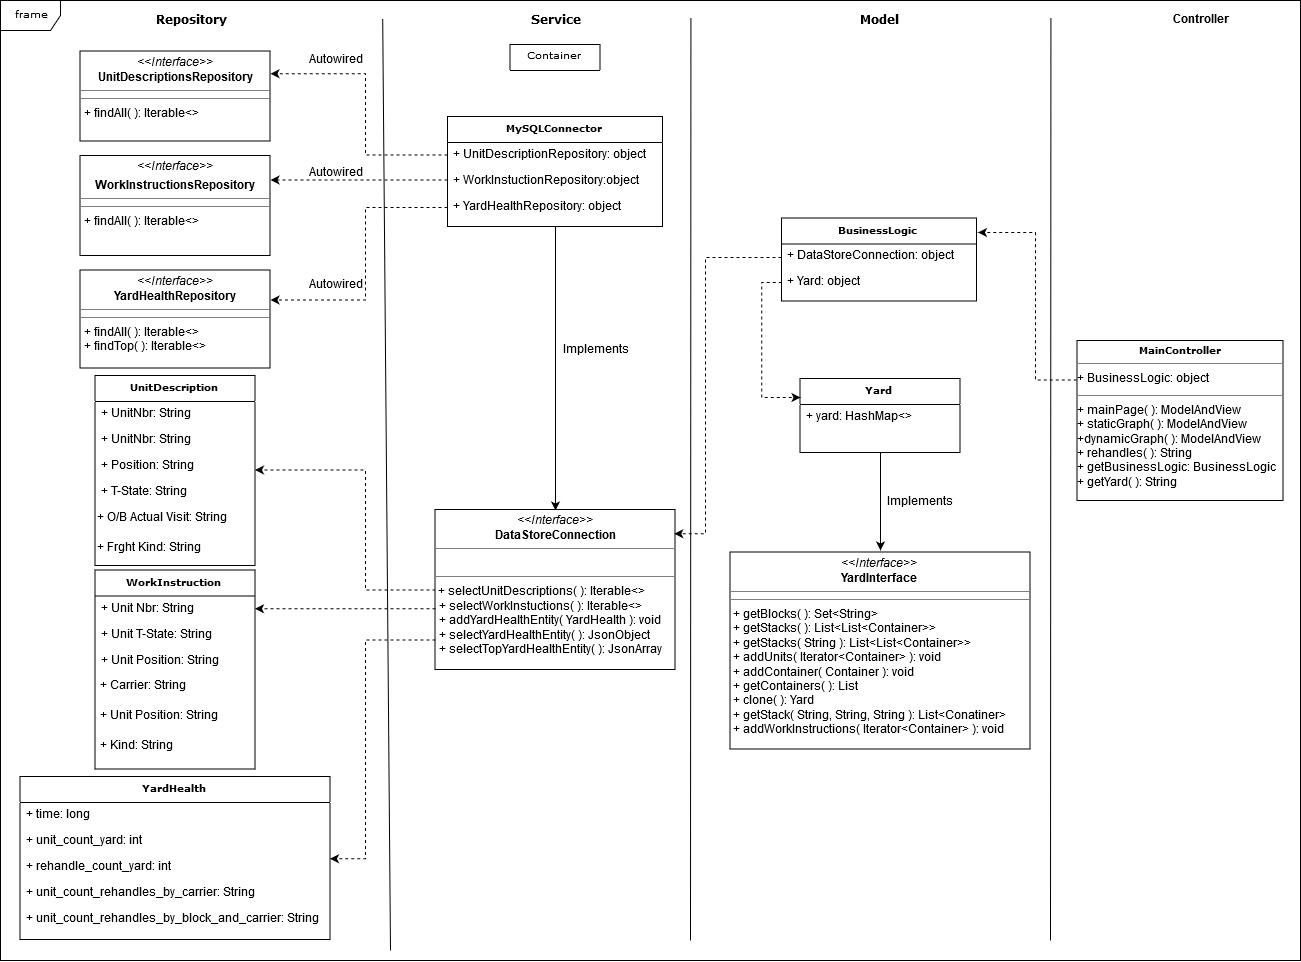 frame
Repository
Service
Model
Controller
<<Interface>>
UnitDescriptionsRepository
+ findAll( ): Iterable<>
Autowired
<<Interface>>
WorkInstructionsRepository
+ findAll( ): Iterable<>
Autowired
<<Interface>>
YardHealthRepository
+ findAll( ): Iterable<>
+ findTop( ): Iterable<>
Autowired
UnitDescription
+ UnitNbr: String
+ UnitNbr: String
+ Position: String
+ T-State: String
+ O/B Actual Visit: String
+ Frght Kind: String
WorkInstruction
+ Unit Nbr: String
+ Unit T-State: String
+ Unit Position: String
+ Carrier: String
+ Unit Position: String
+ Kind: String
YardHealth
+ time: long
+ unit_count_yard: int
+ rehandle_count_yard: int
+ unit_count_rehandles_by_carrier: String
+ unit_count_rehandles_by_block_and_carrier: String
Container
MySQLConnector
+ UnitDescriptionRepository: object
+ WorkInstuctionRepository:object
+ YardHealthRepository: object
Implements
<<Interface>>
DataStoreConnection
+ selectUnitDescriptions( ): Iterable<>
+ selectWorkInstuctions( ): Iterable<>
+ addYardHealthEntity( YardHealth ): void
+ selectYardHealthEntity( ): JsonObject
+ selectTopYardHealthEntity( ): JsonArray
BusinessLogic
+ DataStoreConnection: object
+ Yard: object
Yard
+ yard: HashMap<>
Implements
<<Interface>>
YardInterface
+ getBlocks( ): Set<String>
+ getStacks( ): List<List<Container>>
+ getStacks( String ): List<List<Container>>
+ addUnits( Iterator<Container> ): void
+ addContainer( Container ): void
+ getContainers( ): List
+ clone( ): Yard
+ getStack( String, String, String ): List<Conatiner>
+ addWorkInstructions( Iterator<Container> ): void
MainController
+ BusinessLogic: object
+ mainPage( ): ModelAndView
+ staticGraph( ): ModelAndView
+dynamicGraph( ): ModelAndView
+ rehandles( ): String
+ getBusinessLogic: BusinessLogic
+ getYard( ): String